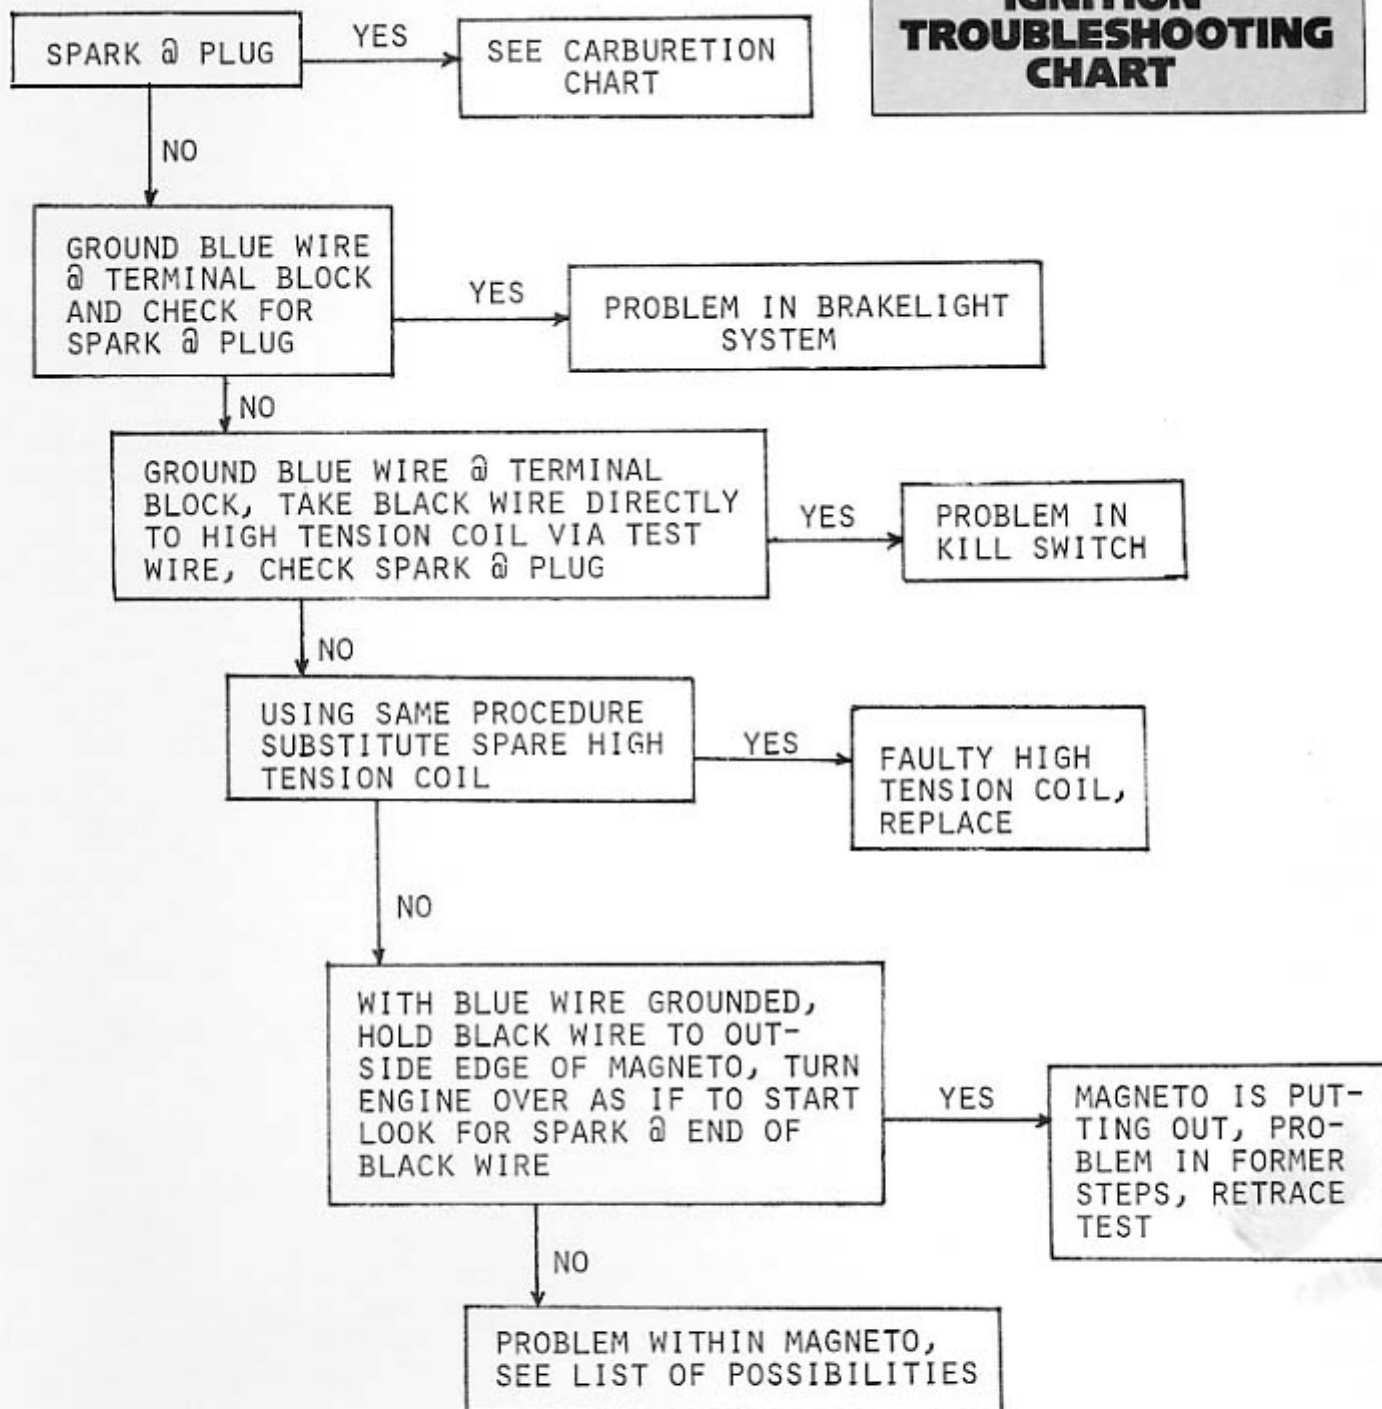 IGNITION
TROUBLESHOOTING
CHART
SPARK @ PLUG
YES
SEE CARBURETION
CHART
NO
GROUND BLUE WIRE
@ TERMINAL BLOCK
AND CHECK FOR
SPARK @ PLUG
YES
PROBLEM IN BRAKELIGHT
SYSTEM
NO
GROUND BLUE WIRE @ TERMINAL
BLOCK, TAKE BLACK WIRE DIRECTLY
TO HIGH TENSION COIL VIA TEST
WIRE, CHECK SPARK @ PLUG
YES
PROBLEM IN
KILL SWITCH
NO
USING SAME PROCEDURE
SUBSTITUTE SPARE HIGH
TENSION COIL
YES
FAULTY HIGH
TENSION COIL,
REPLACE
NO
WITH BLUE WIRE GROUNDED,
HOLD BLACK WIRE TO OUT-
SIDE EDGE OF MAGNETO, TURN
ENGINE OVER AS IF TO START
LOOK FOR SPARK @ END OF
BLACK WIRE
YES
MAGNETO IS PUT-
TING OUT, PRO-
BLEM IN FORMER
STEPS, RETRACE
TEST
NO
PROBLEM WITHIN MAGNETO,
SEE LIST OF POSSIBILITIES